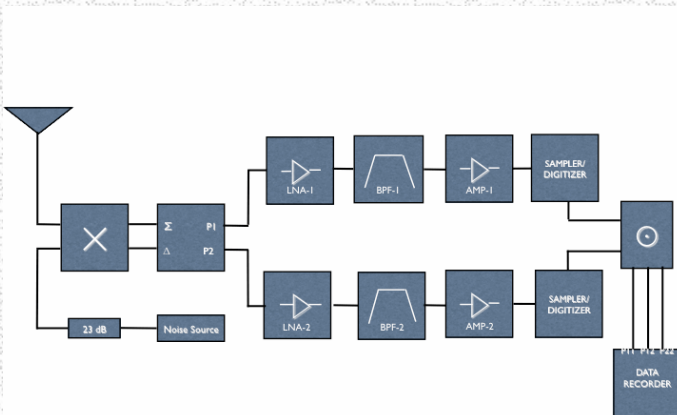 LNA-1
BPF-1
AMP-1
SAMPLER/
DIGITIZER
Σ P1
Δ P2
LNA-2
BPF-2
AMP-2
SAMPLER/
DIGITIZER
23 dB
Noise Source
P11 P12 P22
DATA
RECORDER